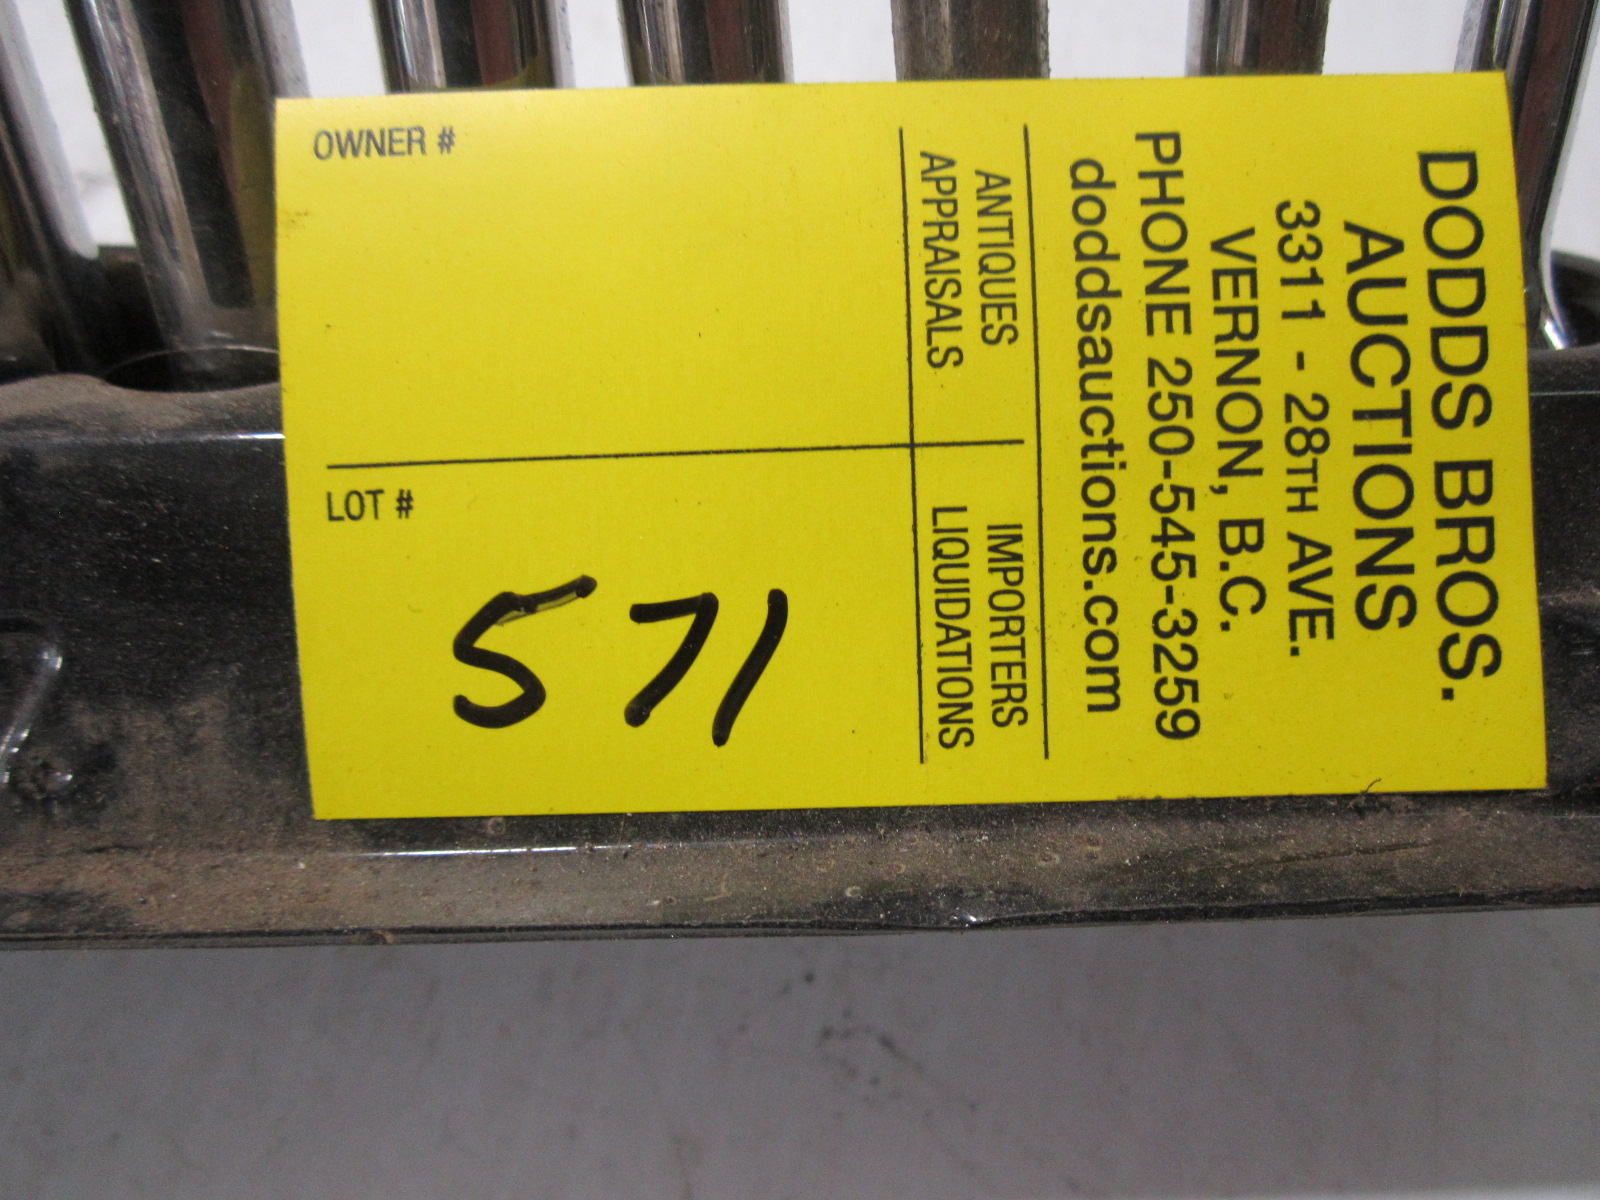 DODDS BROS.
AUCTIONS
3311 - 28TH AVE.
VERNON, B.C.
PHONE 250-545-3259
doddsauctions.com
ANTIQUES
APPRAISALS
IMPORTERS
LIQUIDATIONS
OWNER #
LOT #
571